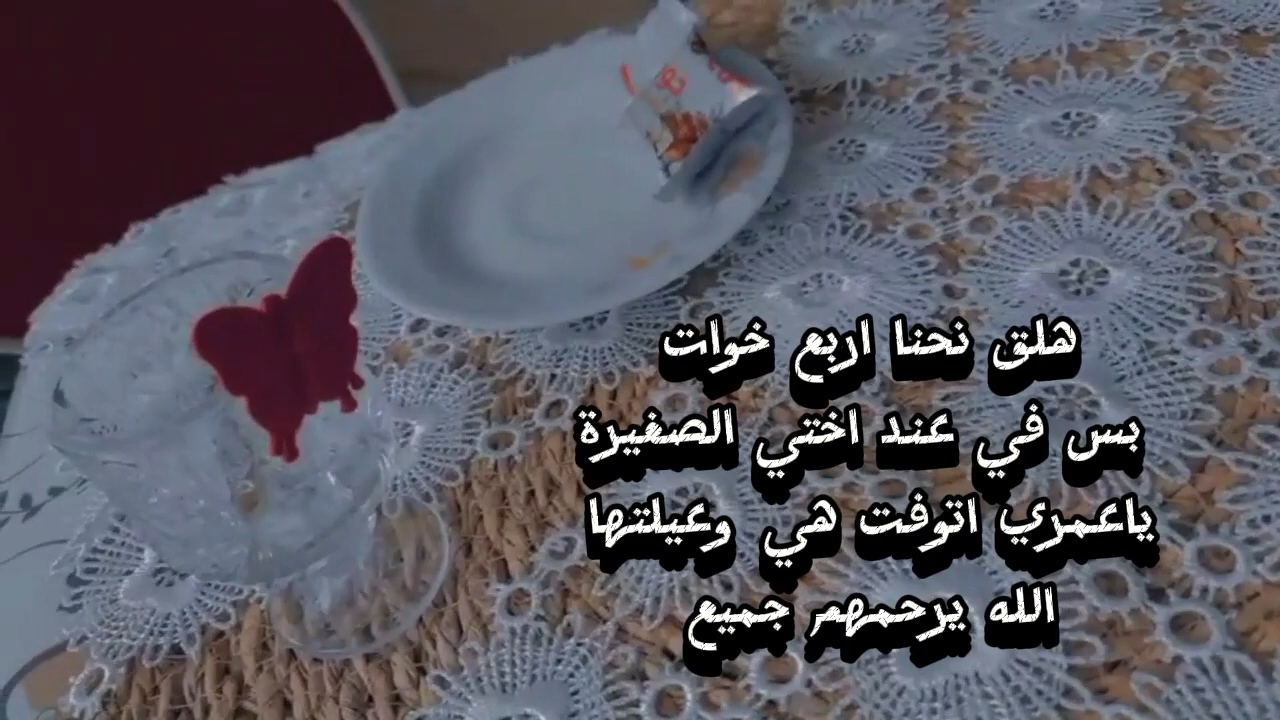 هلق نحنا اربع خوات
بس في عند اختي الصغيرة
ياعمري اتوفت هي وعيلتها
الله يرحمهم جميع